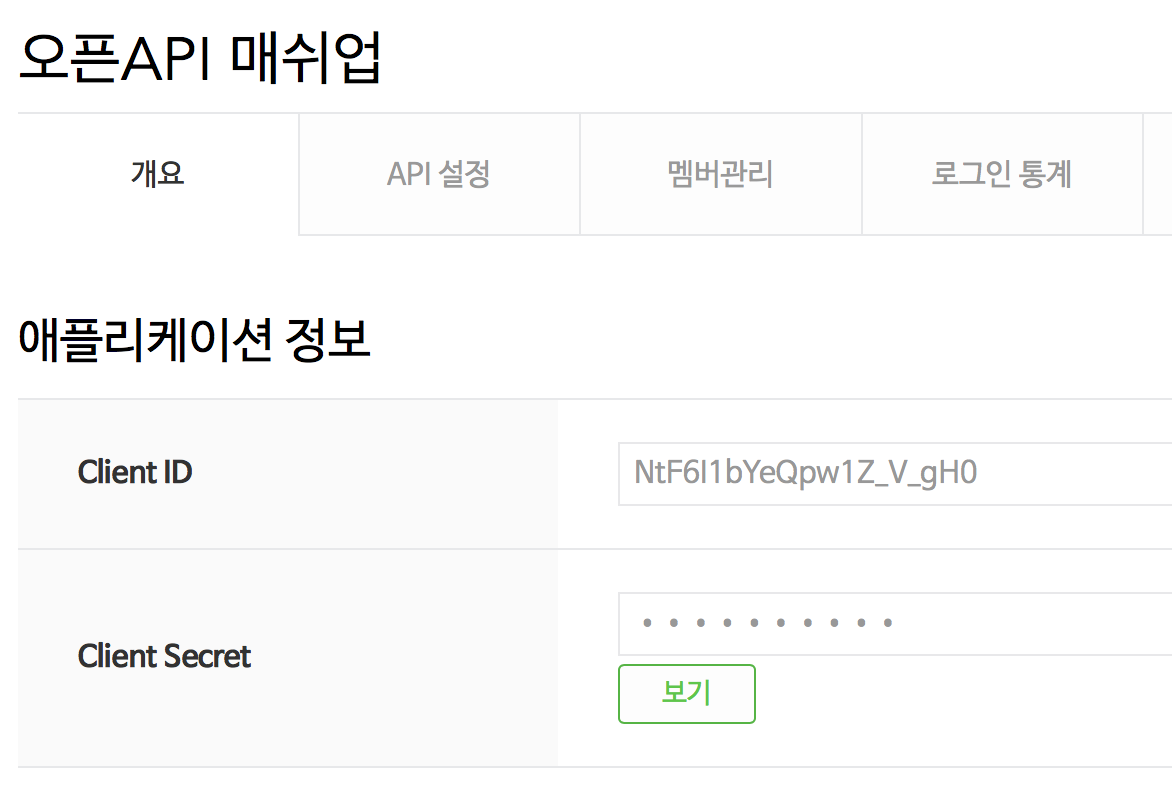 오픈API 매쉬업
개요 API 설정 멤버관리 로그인 통계
애플리케이션 정보
Client ID NtF6I1bYeQpw1Z_V_gH0
Client Secret ••••••••••
보기